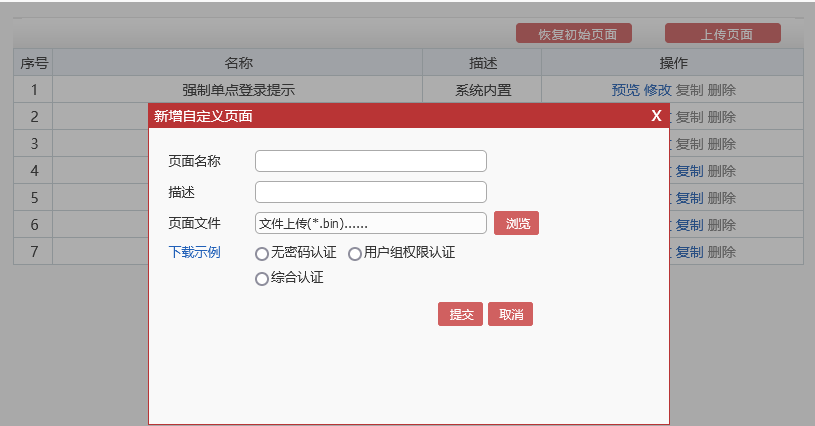 恢复初始页面 上传页面
序号 名称 描述 操作
1 强制单点登录提示 系统内置 预览 修改 复制 删除
2 复制 删除
新增自定义页面 X
3 复制 删除
页面名称
4 复制 删除
描述
5 复制 删除
页面文件 文件上传(*.bin)...... 浏览
6 复制 删除
下载示例 无密码认证 用户组权限认证
7 复制 删除
综合认证
提交 取消